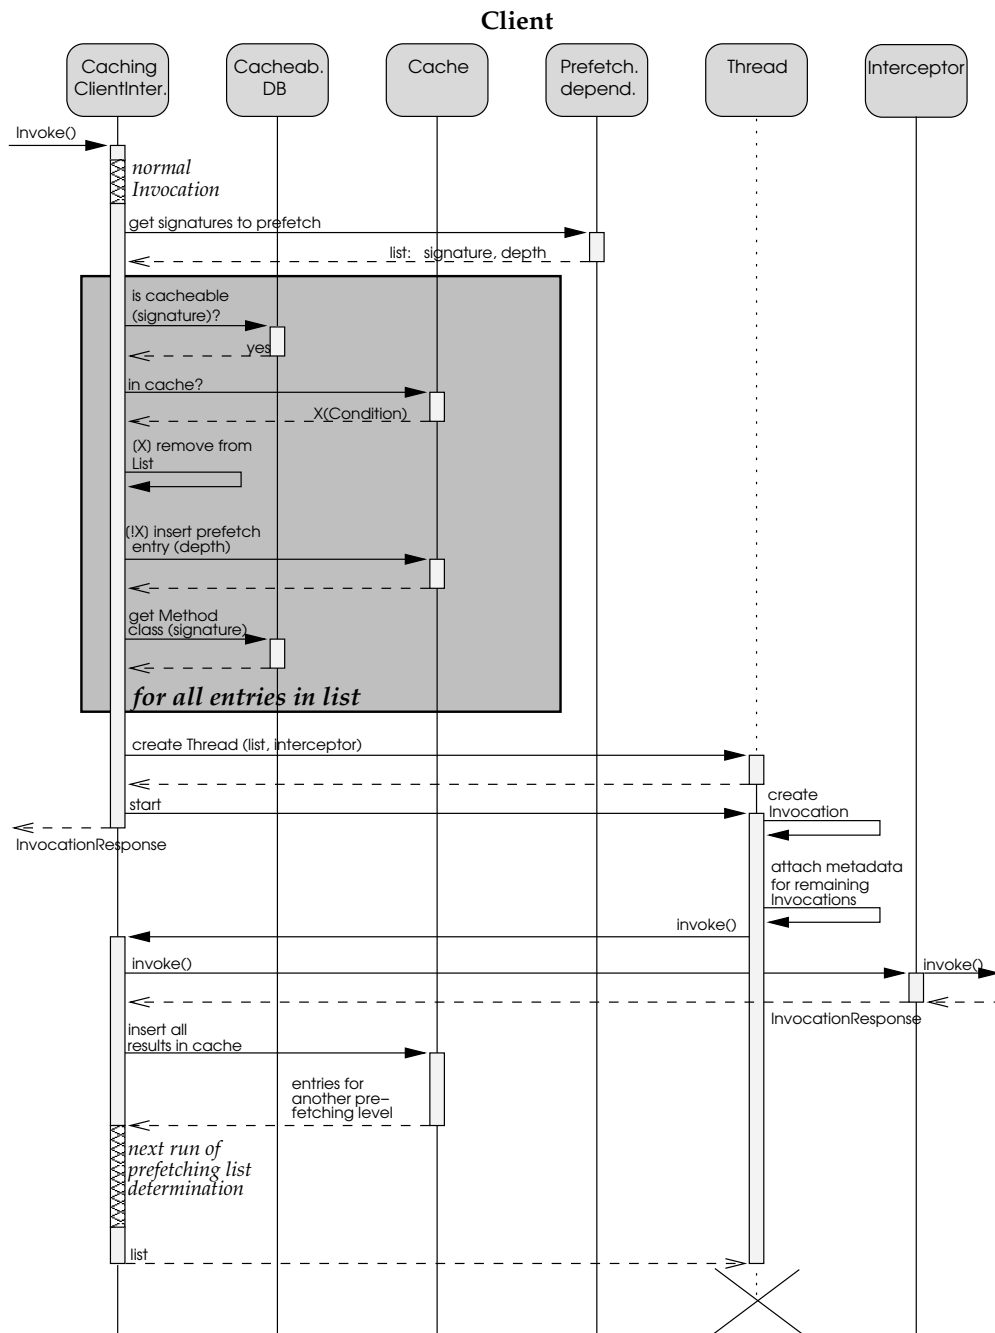 Client
Caching
ClientInter.
Cacheab.
DB
Cache
Prefetch.
depend.
Thread
Interceptor
Invoke()
normal
Invocation
get signatures to prefetch
list: signature, depth
is cacheable
(signature)?
yes
in cache?
X(Condition)
(X) remove from
List
(!X) insert prefetch
entry (depth)
get Method
class (signature)
for all entries in list
create Thread (list, interceptor)
start
create
Invocation
InvocationResponse
attach metadata
for remaining
Invocations
invoke()
invoke()
invoke()
InvocationResponse
insert all
results in cache
entries for
another pre–
fetching level
next run of
prefetching list
determination
list